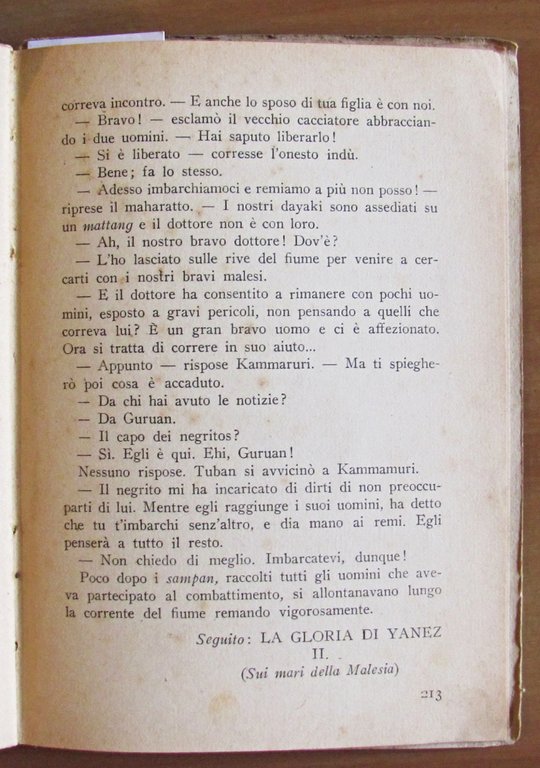 correva incontro. — E anche lo sposo di tua figlia è con noi.
— Bravo! — esclamò il vecchio cacciatore abbraccian-
do i due uomini. — Hai saputo liberarlo!
— Si è liberato — corresse l'onesto indù.
— Bene; fa lo stesso.
— Adesso imbarchiamoci e remiamo a più non posso! —
riprese il maharatto. — I nostri dayaki sono assediati su
un mattang e il dottore non è con loro.
— Ah, il nostro bravo dottore! Dov'è?
— L'ho lasciato sulle rive del fiume per venire a cer-
carti con i nostri bravi malesi.
— E il dottore ha consentito a rimanere con pochi uo-
mini, esposto a gravi pericoli, non pensando a quelli che
correva lui? È un gran bravo uomo e ci è affezionato.
Ora si tratta di correre in suo aiuto...
— Appunto — rispose Kammaruri. — Ma ti spieghe-
rò poi cosa è accaduto.
— Da chi hai avuto le notizie?
— Da Guruan.
— Il capo dei negritos?
— Sì. Egli è qui. Ehi, Guruan!
Nessuno rispose. Tuban si avvicinò a Kammamuri.
— Il negrito mi ha incaricato di dirti di non preoccu-
parti di lui. Mentre egli raggiunge i suoi uomini, ha detto
che tu t'imbarchi senz'altro, e dia mano ai remi. Egli
penserà a tutto il resto.
— Non chiedo di meglio. Imbarcatevi, dunque!
Poco dopo i sampan, raccolti tutti gli uomini che ave-
va partecipato al combattimento, si allontanavano lungo
la corrente del fiume remando vigorosamente.
Seguito: LA GLORIA DI YANEZ
II.
(Sui mari della Malesia)
213